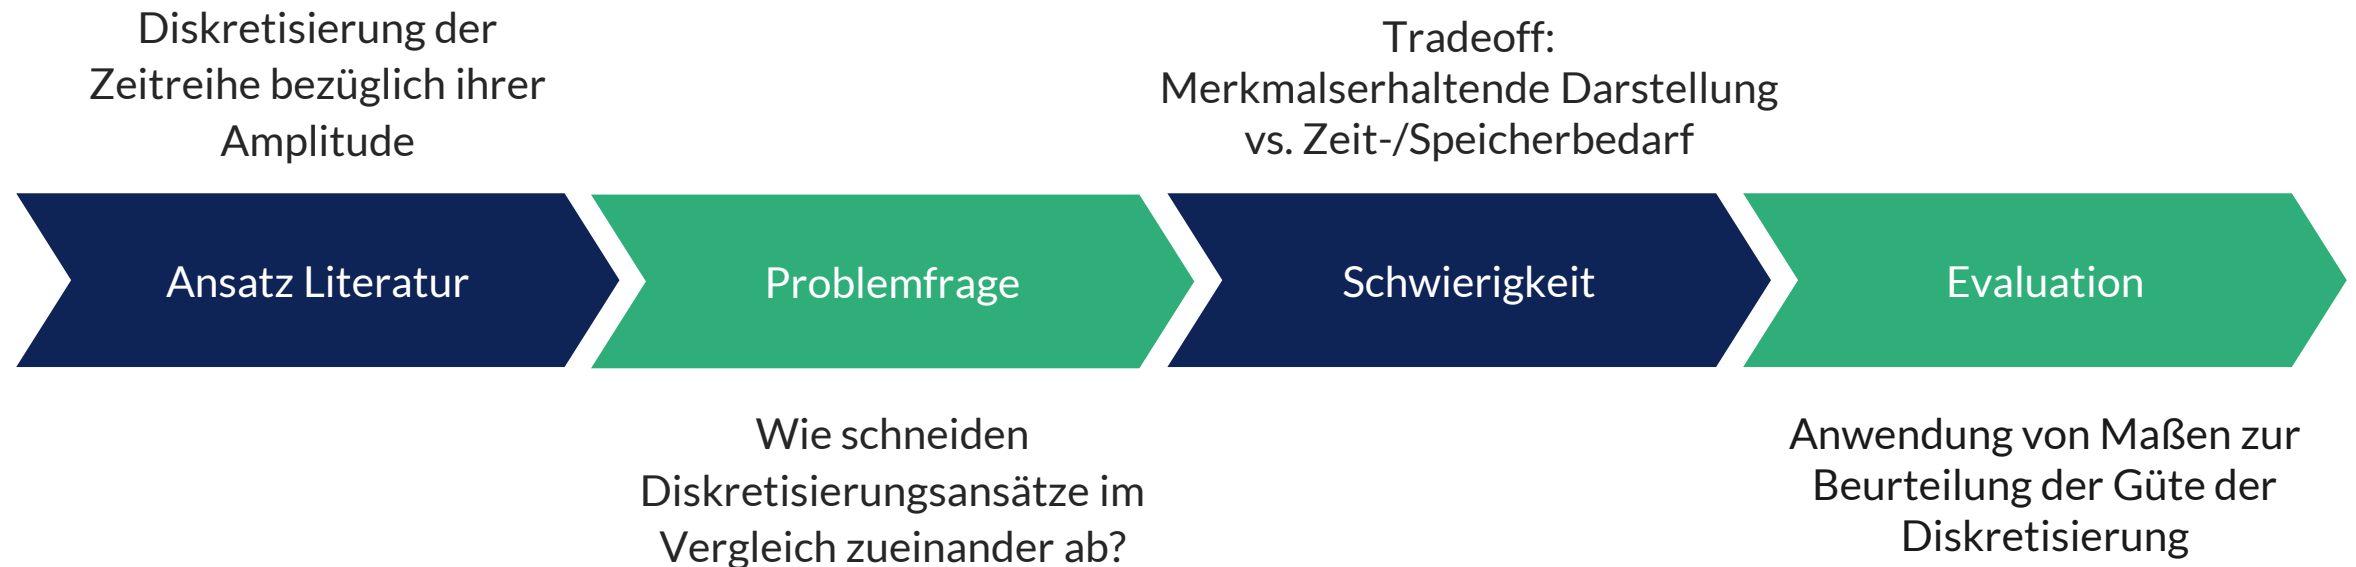 Diskretisierung der
Zeitreihe bezüglich ihrer
Amplitude
Tradeoff:
Merkmalserhaltende Darstellung
vs. Zeit-/Speicherbedarf
Ansatz Literatur
Problemfrage
Schwierigkeit
Evaluation
Wie schneiden
Diskretisierungsansätze im
Vergleich zueinander ab?
Anwendung von Maßen zur
Beurteilung der Güte der
Diskretisierung